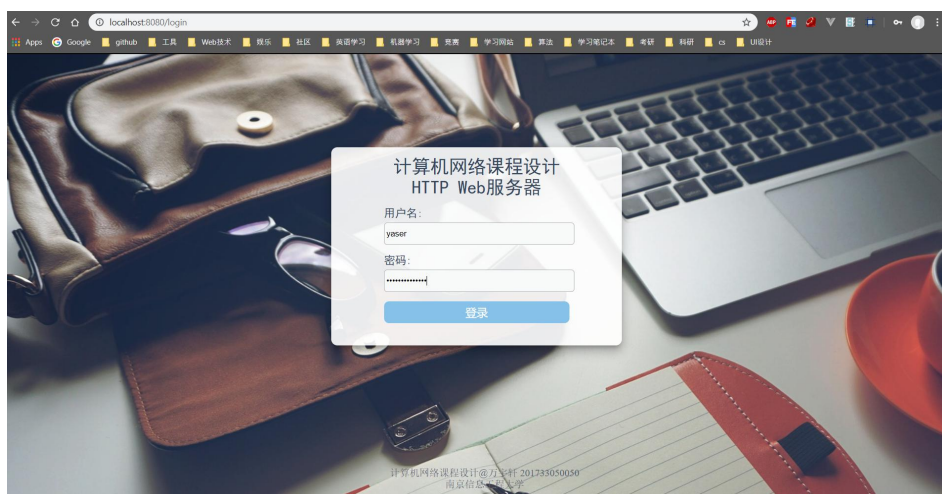 localhost:8080/login
Apps Google github 工具 Web技术 娱乐 社区 英语学习 机器学习 竞赛 学习网站 算法 学习笔记本 考研 科研 cs UI设计
计算机网络课程设计
HTTP Web服务器
用户名:
yaser
密码:
••••••••••••••
登录
计算机网络课程设计@万 轩 201733050050
南京信息工程大学